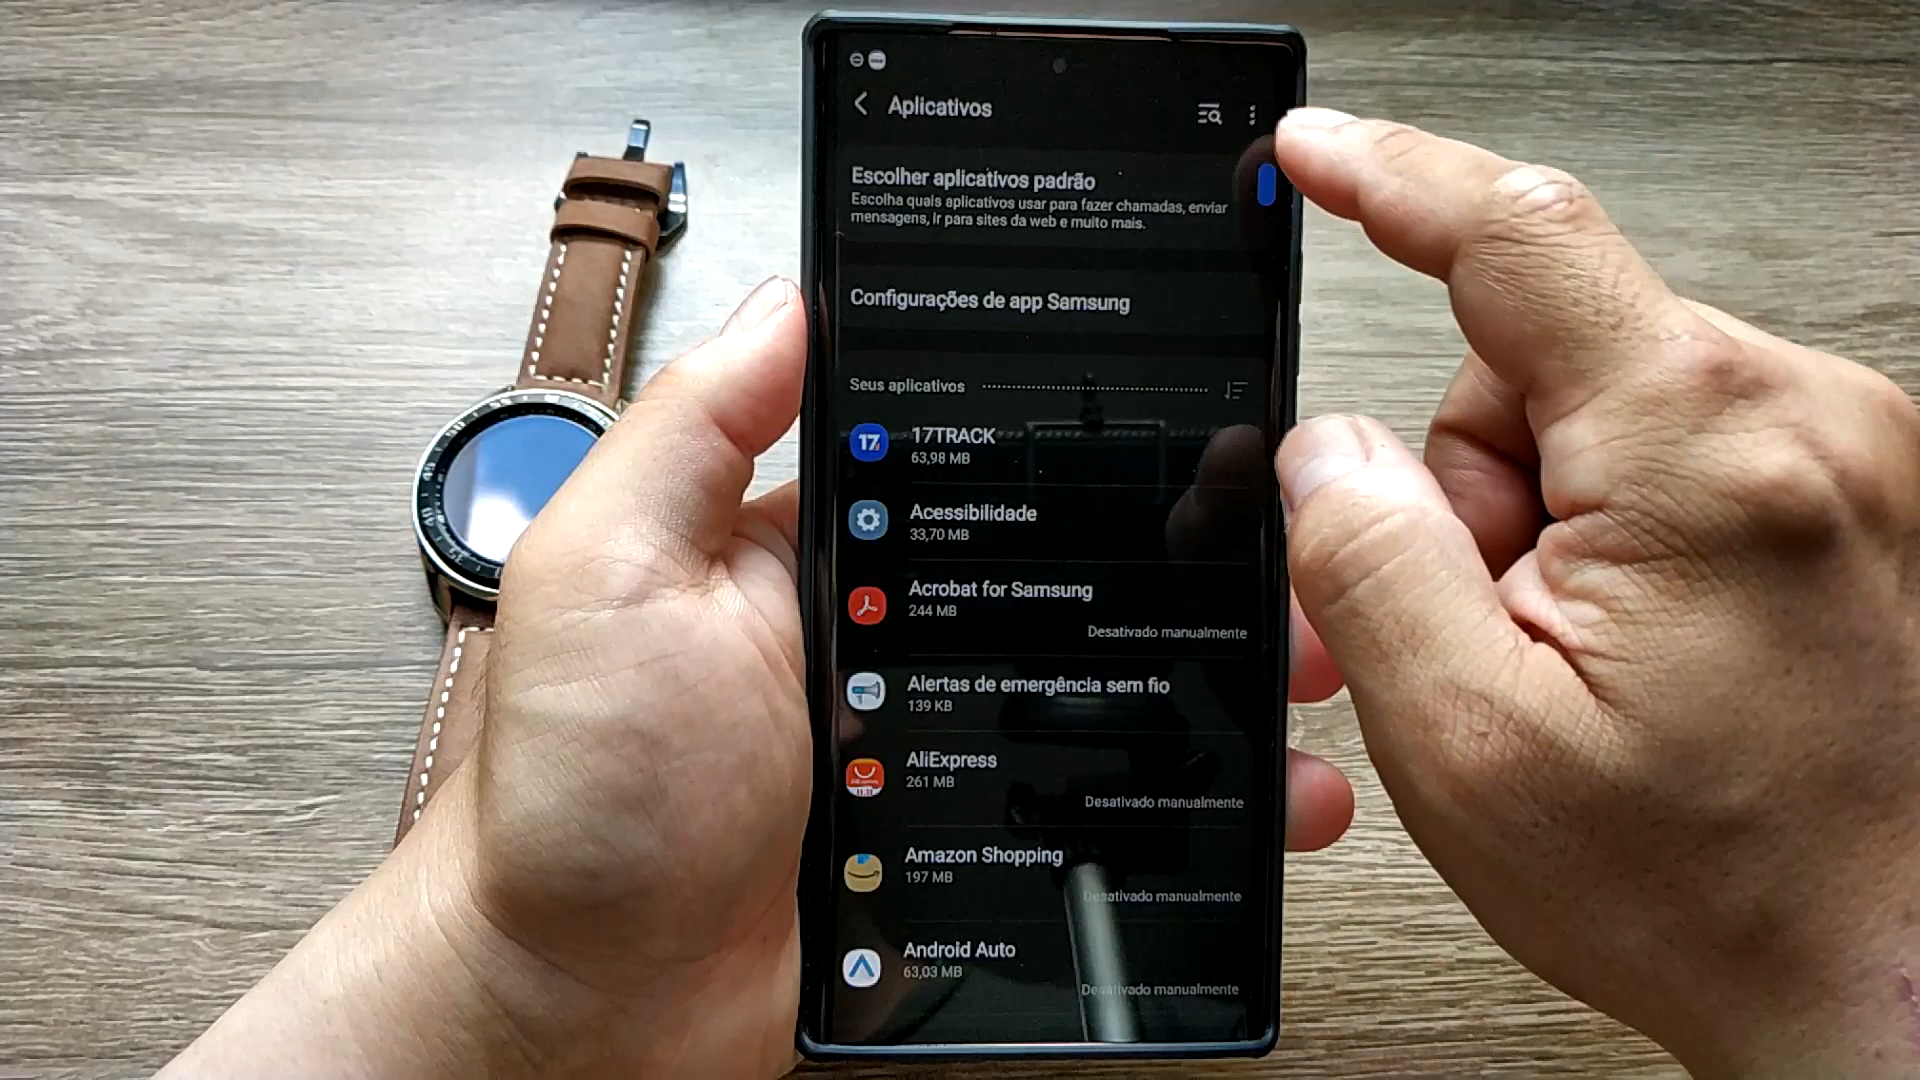 Aplicativos
Escolher aplicativos padrão
Escolha quais aplicativos usar para fazer chamadas, enviar
mensagens, ir para sites da web e muito mais.
Configurações de app Samsung
Seus aplicativos
17
17TRACK
63,98 MB
Acessibilidade
33,70 MB
Acrobat for Samsung
244 MB
Desativado manualmente
Alertas de emergência sem fio
139 KB
AliExpress
261 MB
Desativado manualmente
Amazon Shopping
197 MB
Desativado manualmente
Android Auto
63,03 MB
Desativado manualmente